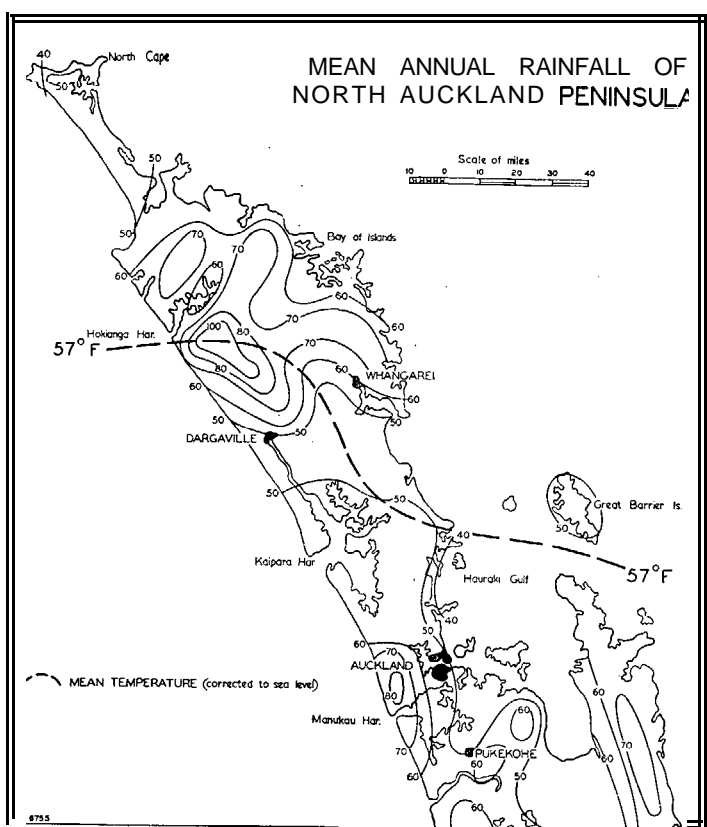 MEAN ANNUAL RAINFALL OF
NORTH AUCKLAND PENINSULA
Scale of miles
10 0 10 20 30 40
40
North Cape
50
50
50
70
Bay of Islands
70
60
60
60
60
70
60
Hokianga Har.
100
80
70
57°F
80
60
WHANGAREI
60
60
50
50
50
DARGAVILLE
50
50
Great Barrier Is.
50
40
Kaipara Har
Hauraki Gulf
57°F
40
50
60
70
AUCKLAND
80
60
MEAN TEMPERATURE (corrected to sea level)
Manukau Har.
60
70
70
PUKEKOHE
60
60
60
50
60
6755